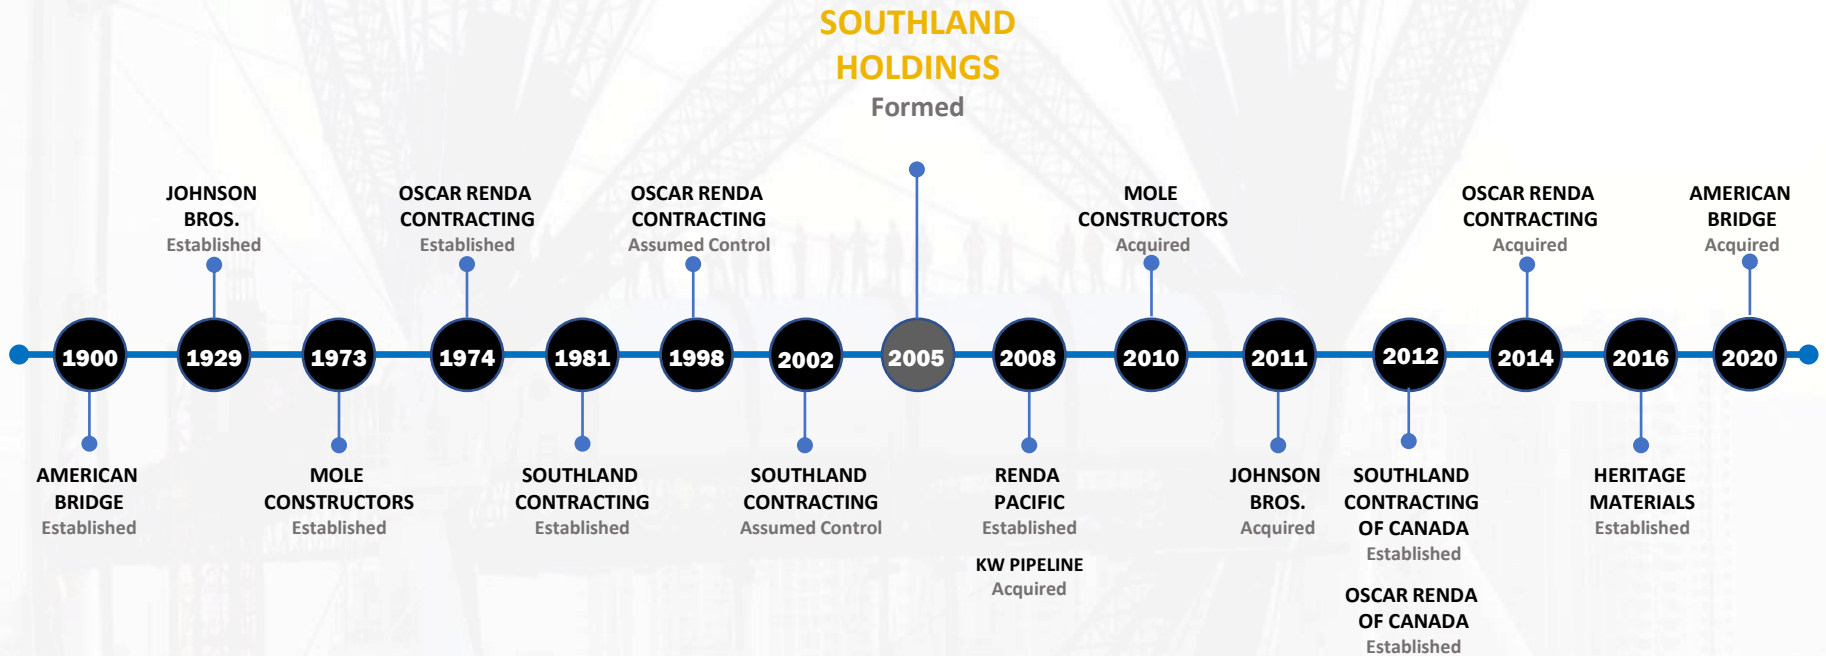 SOUTHLAND
HOLDINGS
Formed
JOHNSON
BROS.
Established
OSCAR RENDA
CONTRACTING
Established
OSCAR RENDA
CONTRACTING
Assumed Control
MOLE
CONSTRUCTORS
Acquired
OSCAR RENDA
CONTRACTING
Acquired
AMERICAN
BRIDGE
Acquired
1900 1929 1973 1974 1981 1998 2002 2005 2008 2010 2011 2012 2014 2016 2020
AMERICAN
BRIDGE
Established
MOLE
CONSTRUCTORS
Established
SOUTHLAND
CONTRACTING
Established
SOUTHLAND
CONTRACTING
Assumed Control
RENDA
PACIFIC
Established
KW PIPELINE
Acquired
JOHNSON
BROS.
Acquired
SOUTHLAND
CONTRACTING
OF CANADA
Established
OSCAR RENDA
OF CANADA
Established
HERITAGE
MATERIALS
Established